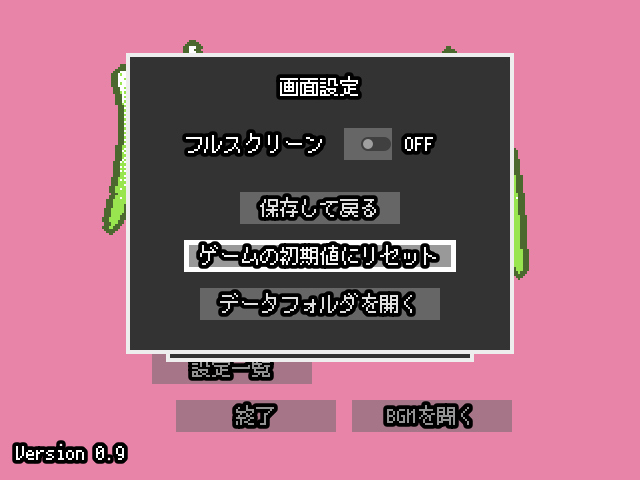 画面設定
フルスクリーン OFF
保存して戻る
ゲームの初期値にリセット
データフォルダを開く
設定一覧
終了 BGMを開く
Version 0.9